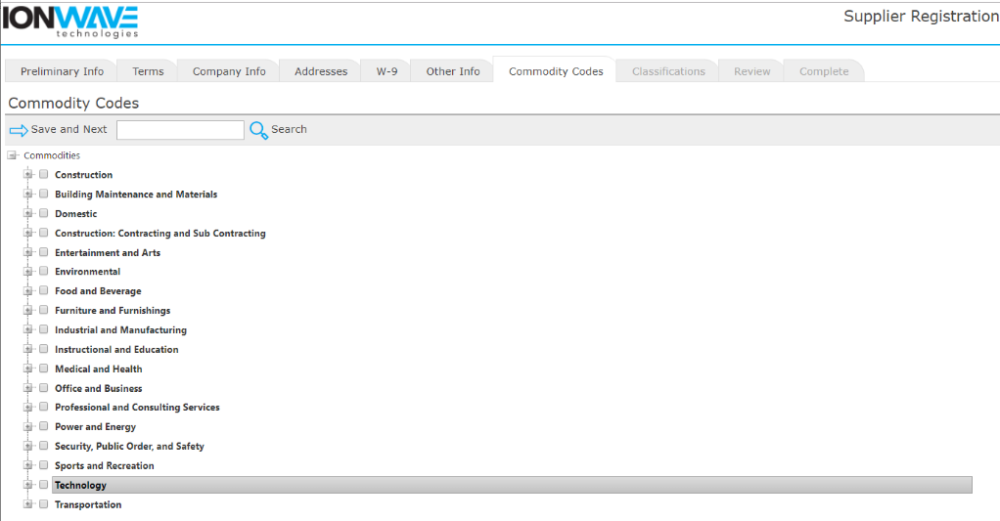 IONWAVE
technologies
Supplier Registration
Preliminary Info Terms Company Info Addresses W-9 Other Info Commodity Codes Classifications Review Complete
Commodity Codes
Save and Next Search
Commodities
Construction
Building Maintenance and Materials
Domestic
Construction: Contracting and Sub Contracting
Entertainment and Arts
Environmental
Food and Beverage
Furniture and Furnishings
Industrial and Manufacturing
Instructional and Education
Medical and Health
Office and Business
Professional and Consulting Services
Power and Energy
Security, Public Order, and Safety
Sports and Recreation
Technology
Transportation